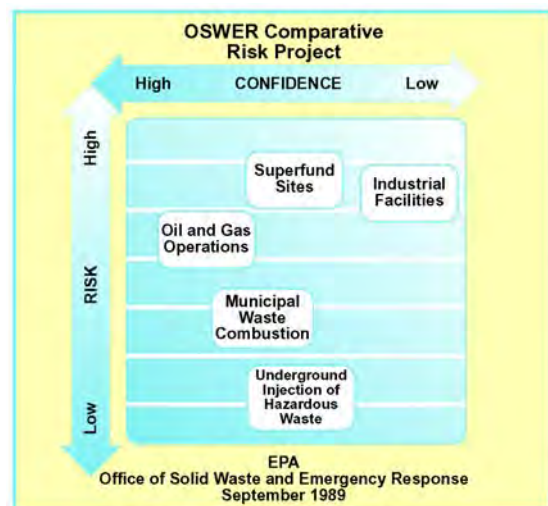 OSWER Comparative
Risk Project
High CONFIDENCE Low
High
RISK
Low
Superfund
Sites
Industrial
Facilities
Oil and Gas
Operations
Municipal
Waste
Combustion
Underground
Injection of
Hazardous
Waste
EPA
Office of Solid Waste and Emergency Response
September 1989